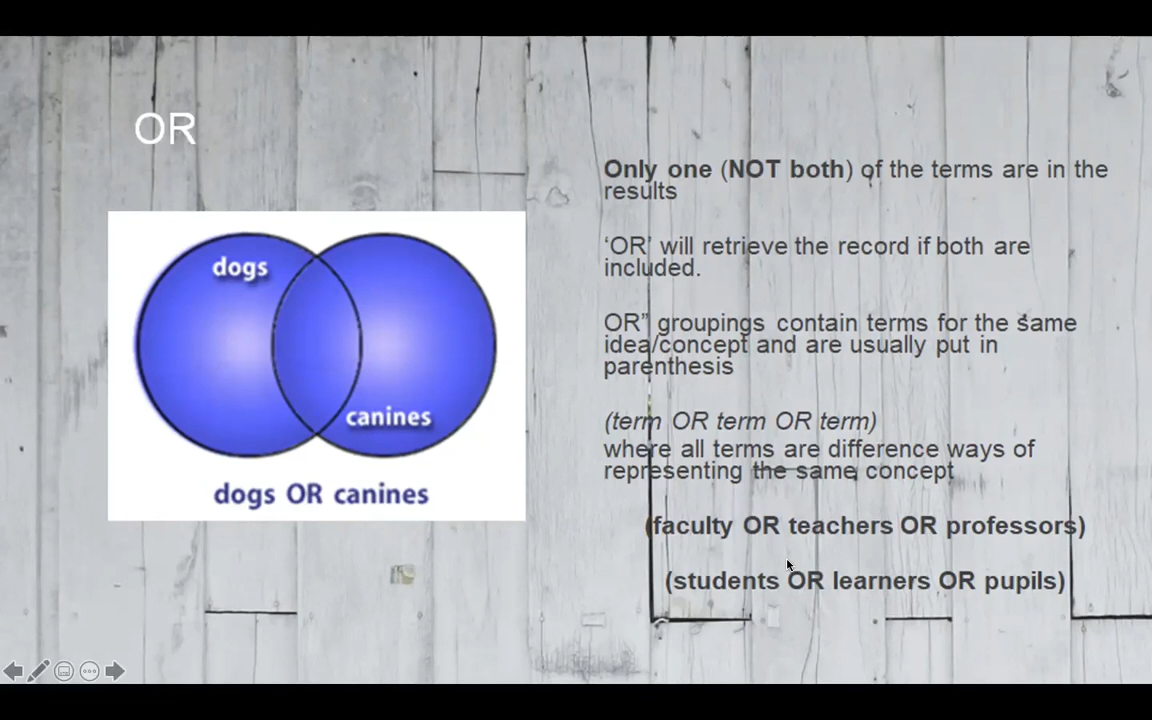 OR
dogs
canines
dogs OR canines
Only one (NOT both) of the terms are in the
results
‘OR’ will retrieve the record if both are
included.
OR” groupings contain terms for the same
idea/concept and are usually put in
parenthesis
(term OR term OR term)
where all terms are difference ways of
representing the same concept
(faculty OR teachers OR professors)
(students OR learners OR pupils)